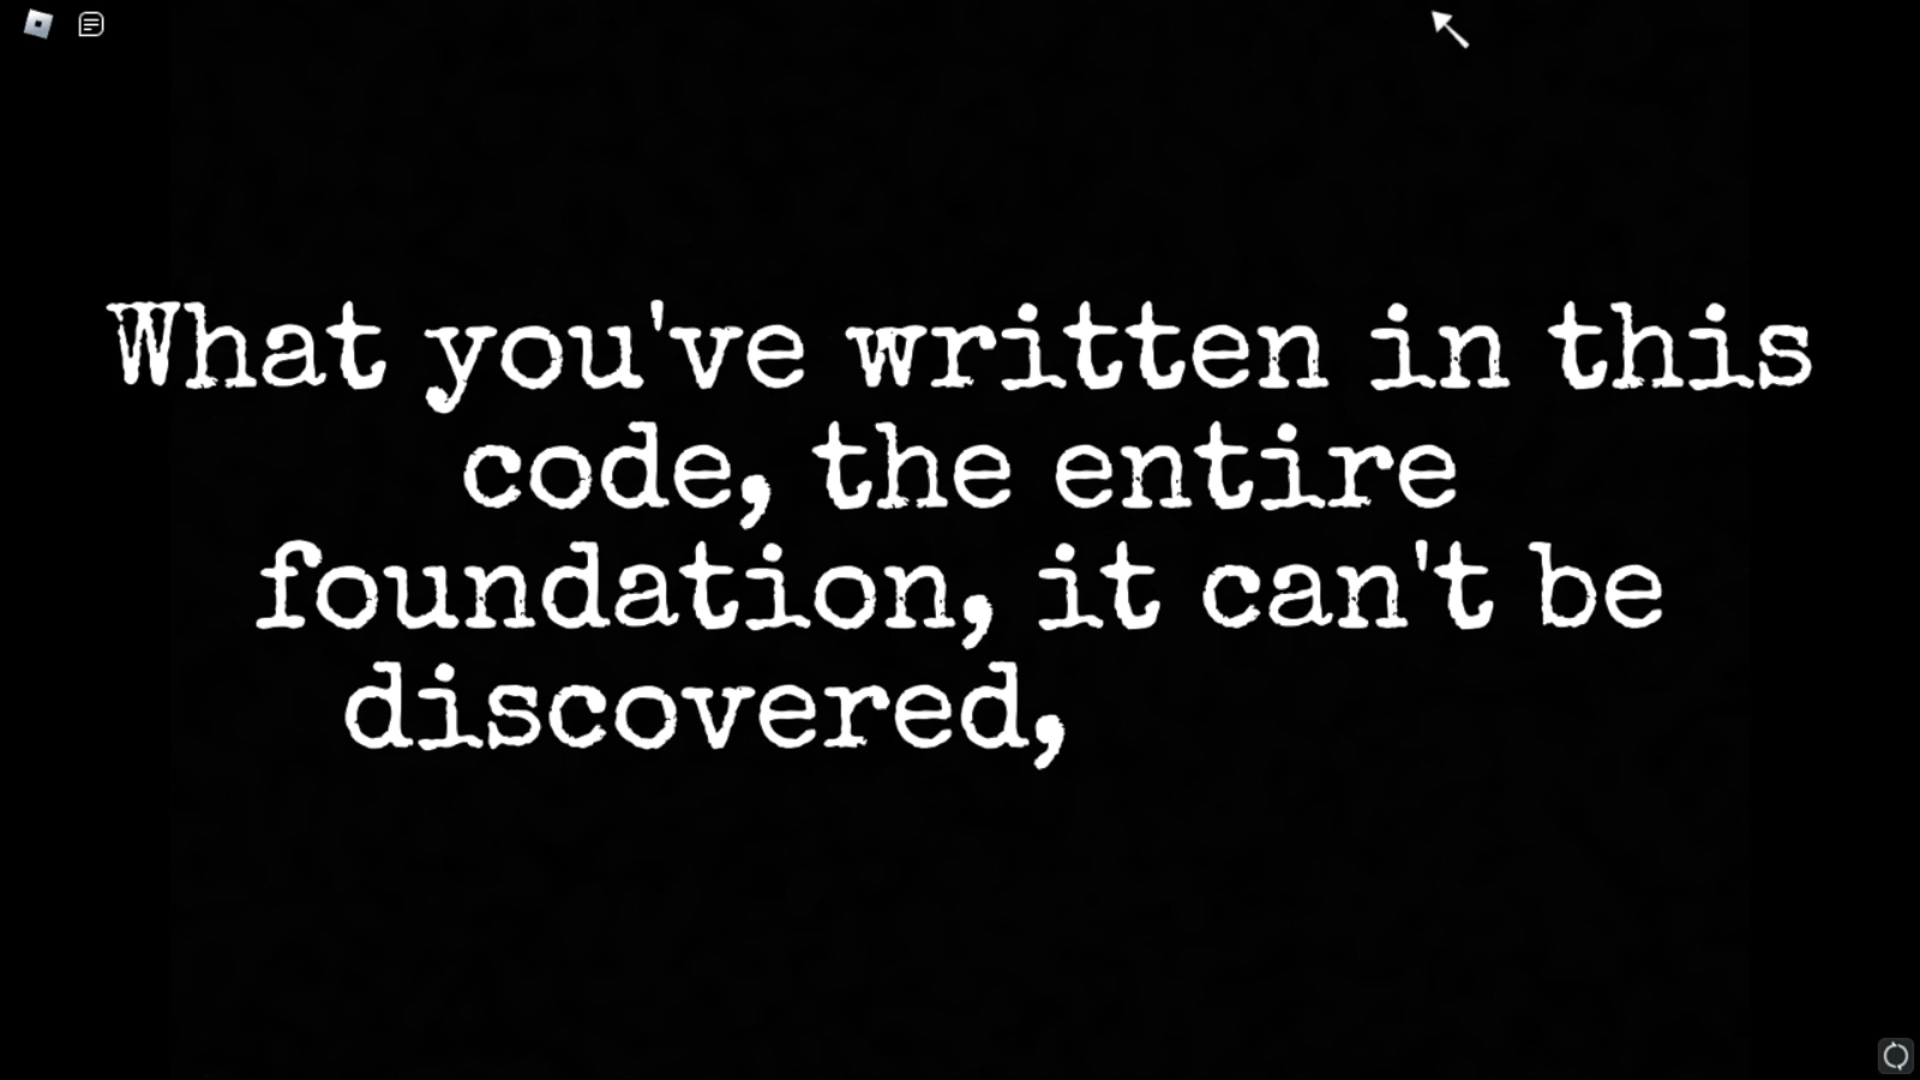 What you've written in this
code, the entire
foundation, it can't be
discovered,